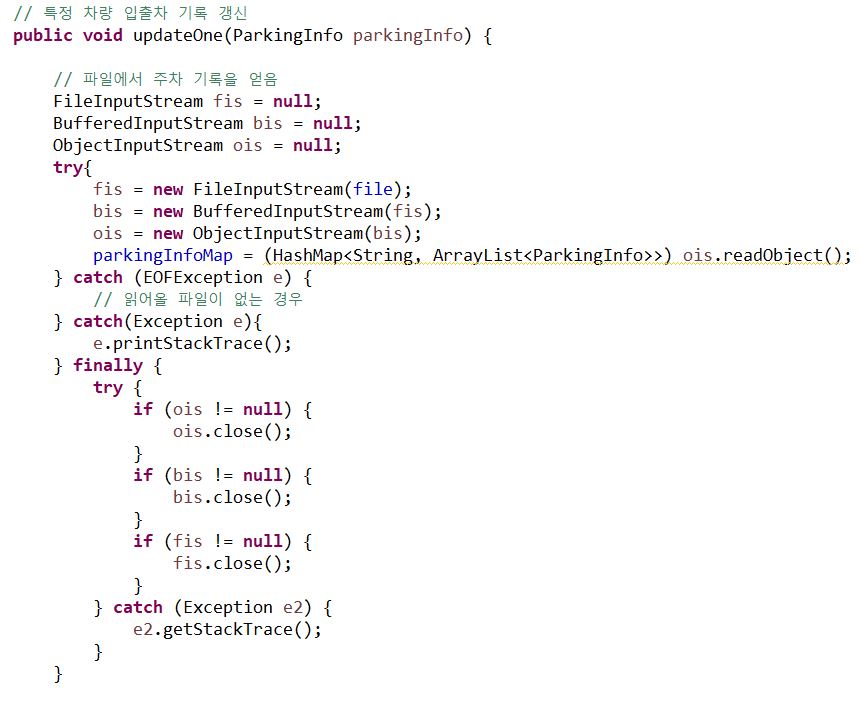 // 특정 차량 입출차 기록 갱신
public void updateOne(ParkingInfo parkingInfo) {
// 파일에서 주차 기록을 얻음
FileInputStream fis = null;
BufferedInputStream bis = null;
ObjectInputStream ois = null;
try{
fis = new FileInputStream(file);
bis = new BufferedInputStream(fis);
ois = new ObjectInputStream(bis);
parkingInfoMap = (HashMap<String, ArrayList<ParkingInfo>>) ois.readObject();
} catch (EOFException e) {
// 읽어올 파일이 없는 경우
} catch(Exception e){
e.printStackTrace();
} finally {
try {
if (ois != null) {
ois.close();
}
if (bis != null) {
bis.close();
}
if (fis != null) {
fis.close();
}
} catch (Exception e2) {
e2.getStackTrace();
}
}